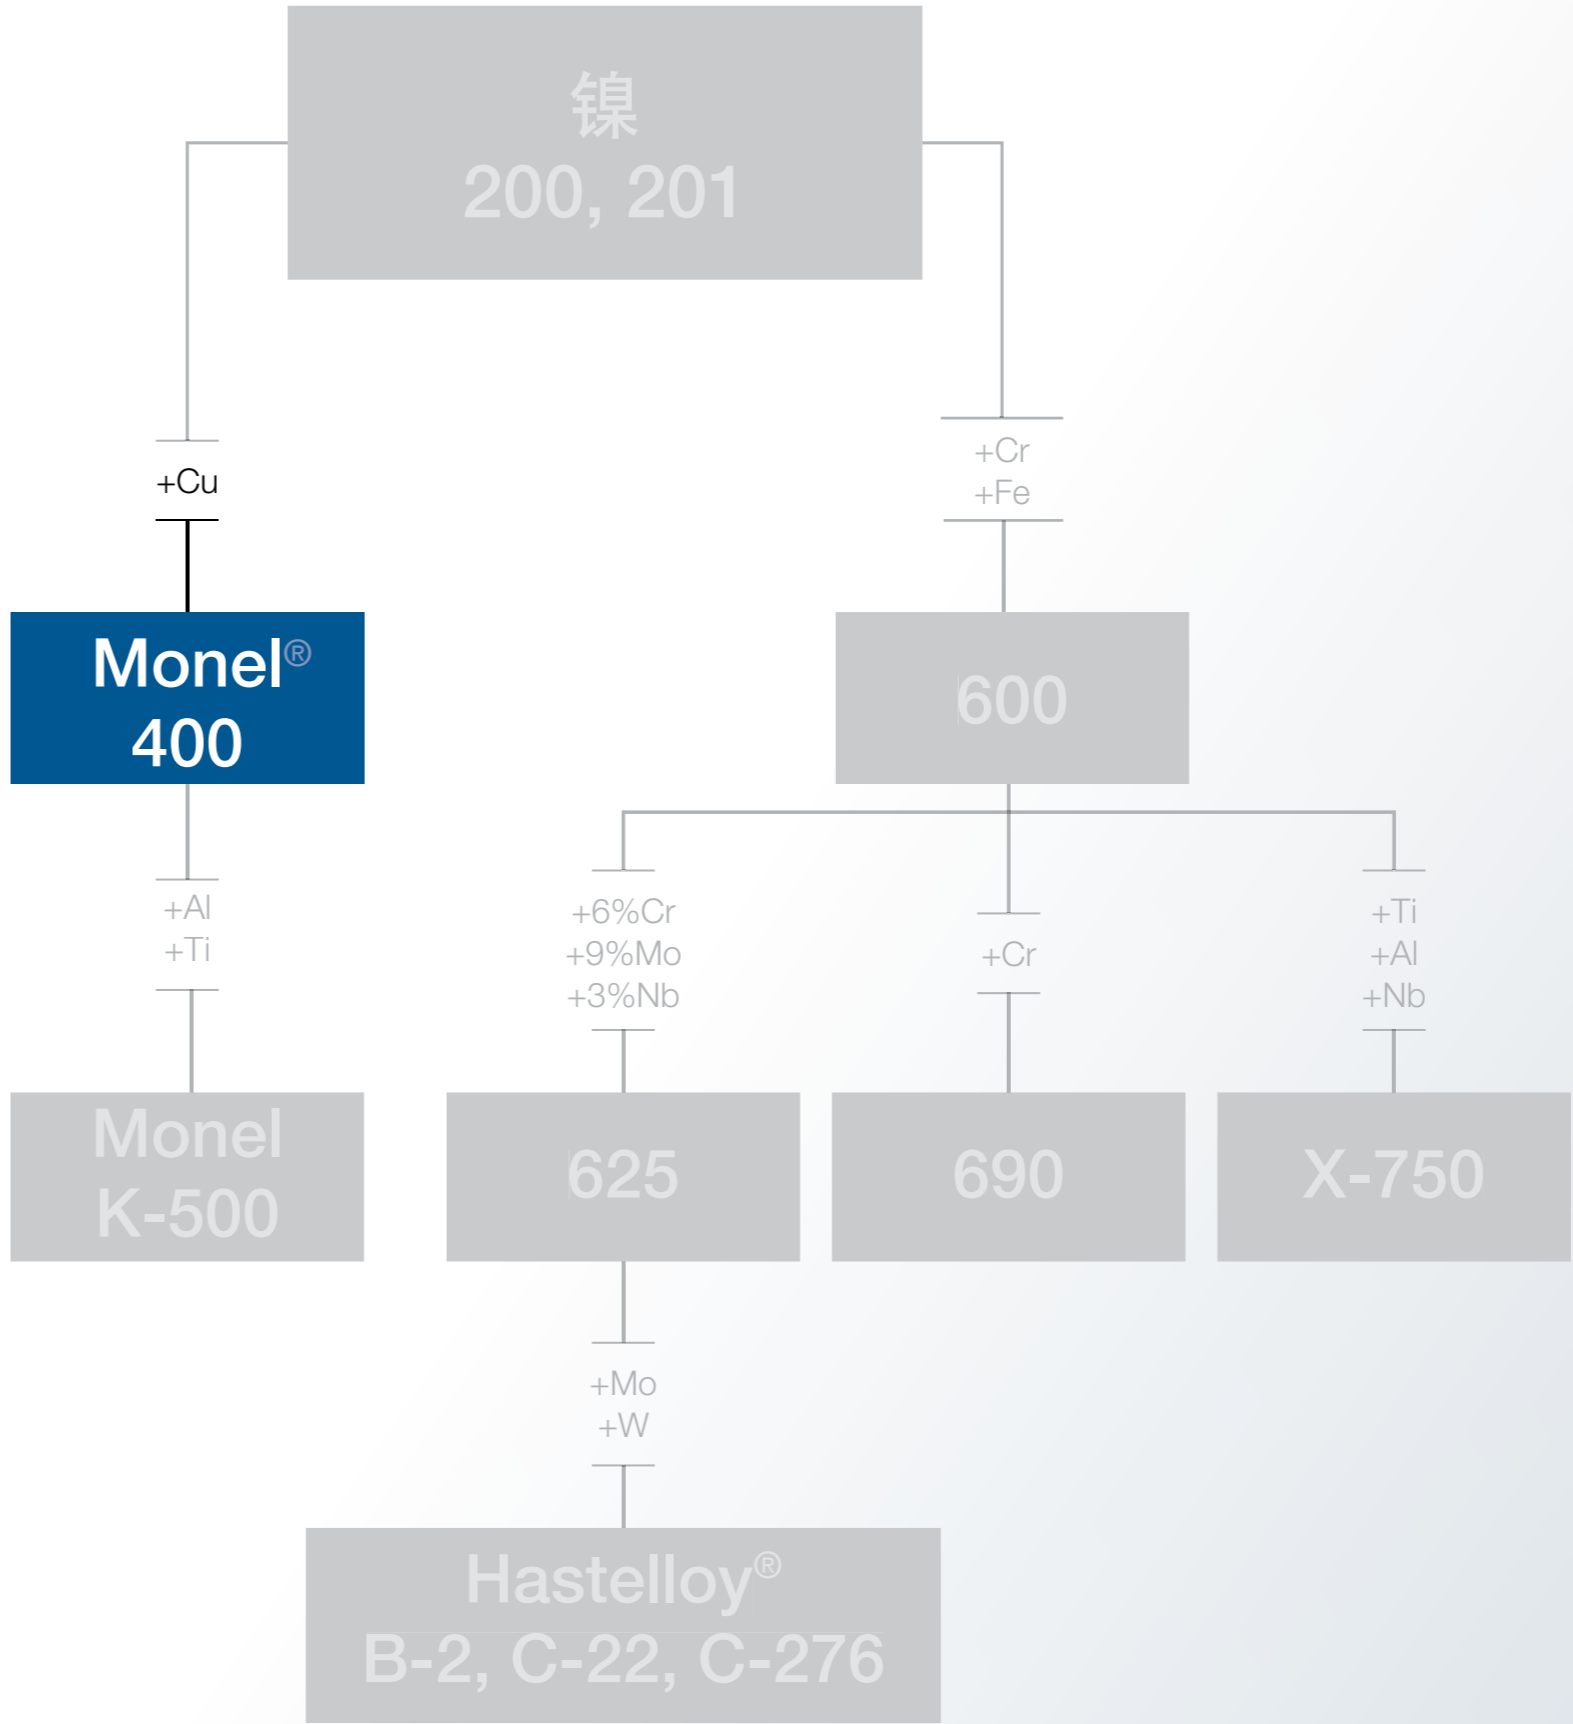 镍
200, 201
+Cu
+Cr
+Fe
Monel®
400
600
+Al
+Ti
+6%Cr
+9%Mo
+3%Nb
+Cr
+Ti
+Al
+Nb
Monel
K-500
625
690
X-750
+Mo
+W
Hastelloy®
B-2, C-22, C-276